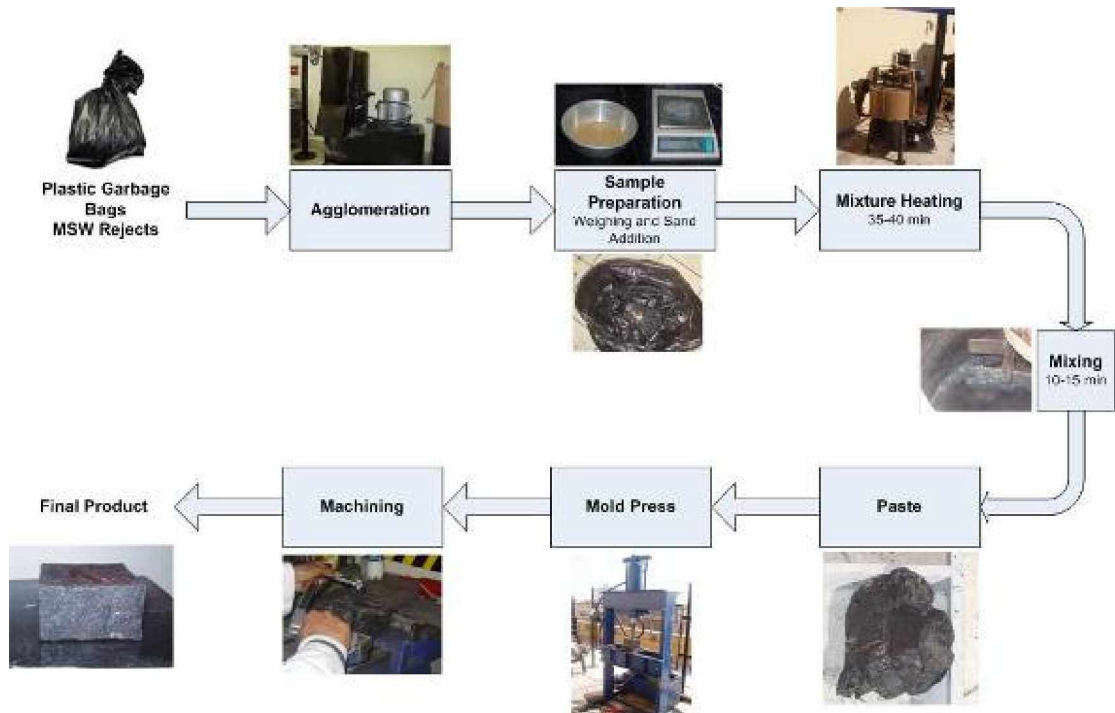 Plastic Garbage
Bags
MSW Rejects
Agglomeration
Sample
Preparation
Weighing and Sand
Addition
Mixture Heating
35-40 min
Mixing
10-15 min
Paste
Mold Press
Machining
Final Product